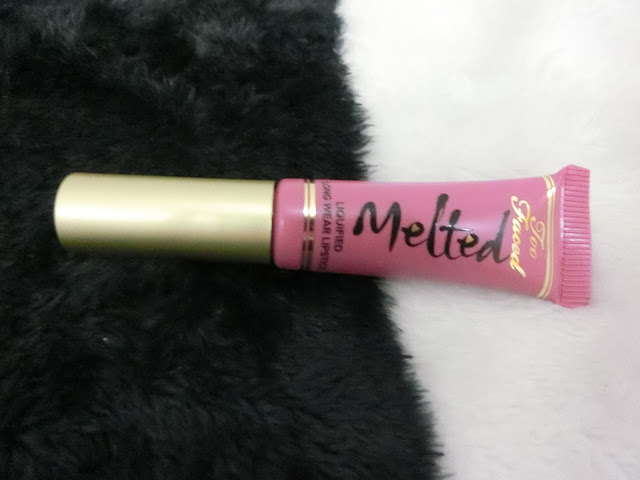 LIQUIFIED
LONG WEAR LIPSTICK
Melted
Too
Faced